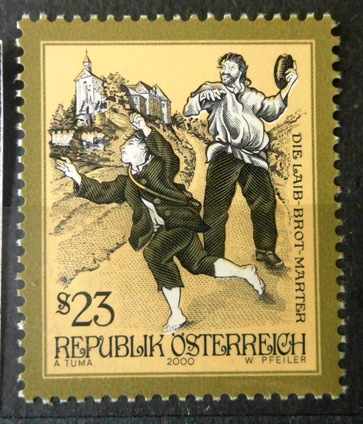 DIE LAIB-BROT-MARTER
S23
REPUBLIK ÖSTERREICH
A TUMA 2000 W. PFEILER